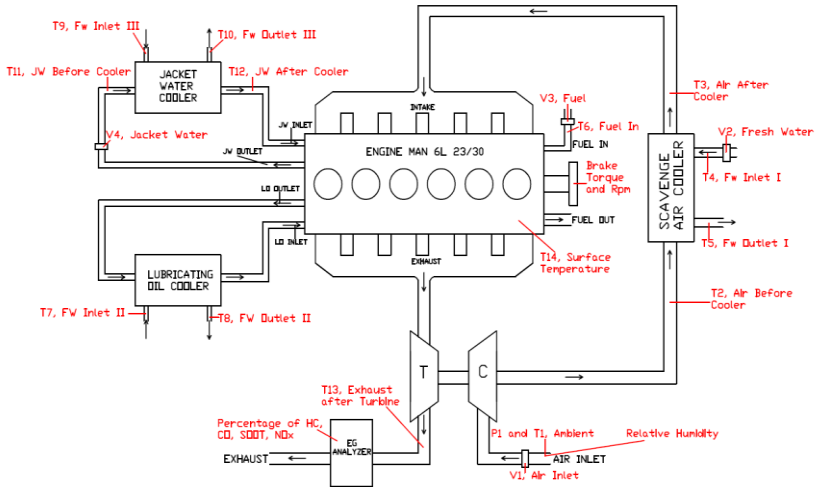 T9, Fw Inlet III
T10, Fw Outlet III
T11, JW Before Cooler
JACKET
WATER
COOLER
T12, JW After Cooler
V4, Jacket Water
JW INLET
JW OUTLET
INTAKE
ENGINE MAN 6L 23/30
V3, Fuel
T6, Fuel In
FUEL IN
Brake
Torque
and Rpm
FUEL OUT
T3, Air After
Cooler
V2, Fresh Water
T4, Fw Inlet I
SCAVENGE
AIR COOLER
T5, Fw Outlet I
T2, Air Before
Cooler
LO OUTLET
LO INLET
LUBRICATING
OIL COOLER
T7, FW Inlet II
T8, FW Outlet II
EXHAUST
T14, Surface
Temperature
T
C
T13, Exhaust
after Turbine
Percentage of HC,
CO, SOOT, NOx
EG
ANALYZER
EXHAUST
P1 and T1, Ambient
Relative Humidity
AIR INLET
V1, Air Inlet